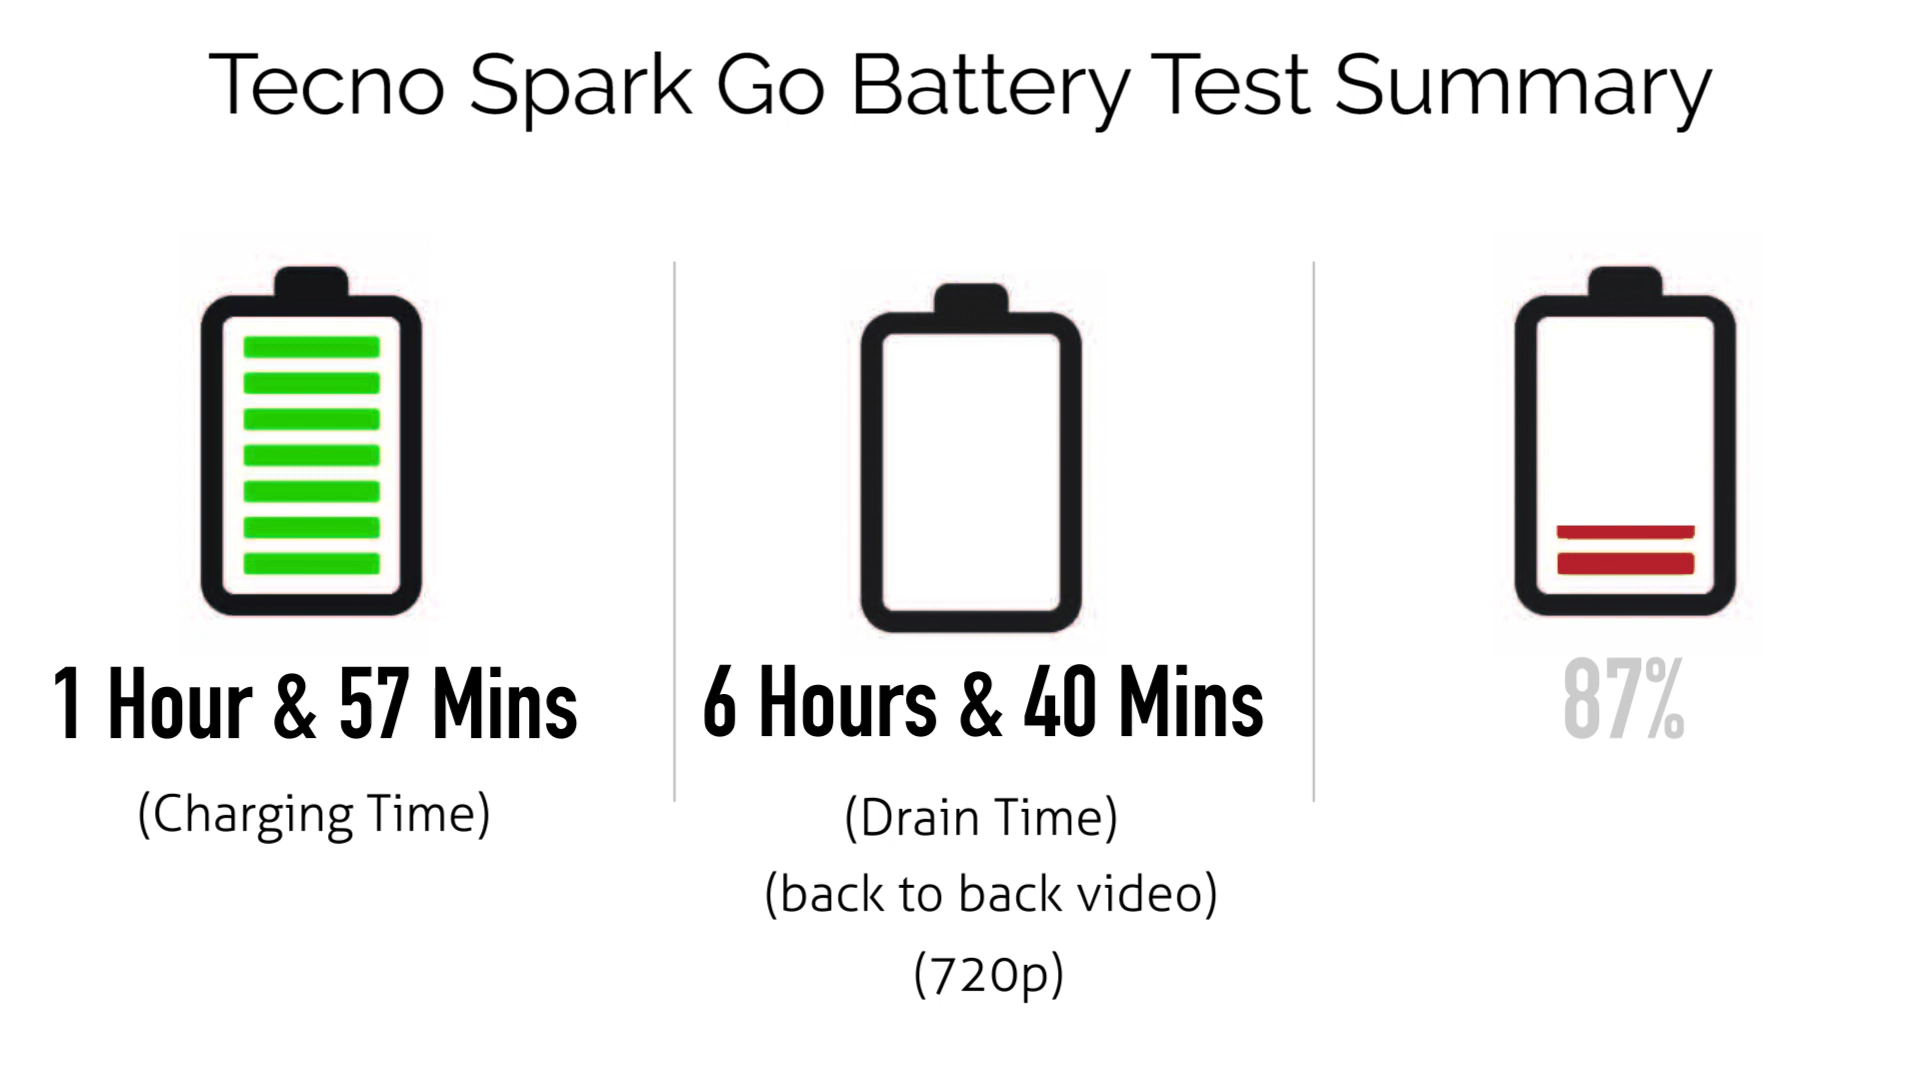 Tecno Spark Go Battery Test Summary
1 Hour & 57 Mins
(Charging Time)
6 Hours & 40 Mins
(Drain Time)
(back to back video)
(720p)
87%